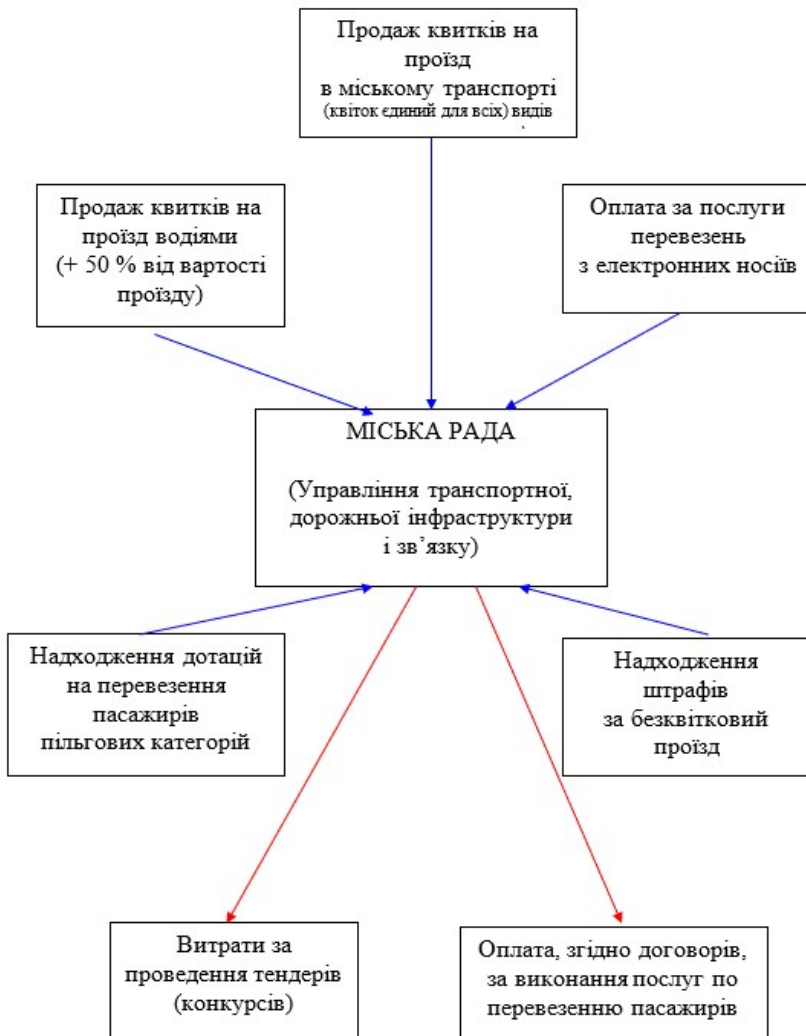 Продаж квитків на
проїзд
в міському транспорті
(квіток єдиний для всіх) видів
Продаж квитків на
проїзд водіями
(+ 50 % від вартості
проїзду)
Оплата за послуги
перевезень
з електронних носіїв
МІСЬКА РАДА
(Управління транспортної,
дорожньої інфраструктури
і зв’язку)
Надходження дотацій
на перевезення
пасажирів
пільгових категорій
Надходження
штрафів
за безквітковий
проїзд
Витрати за
проведення тендерів
(конкурсів)
Оплата, згідно договорів,
за виконання послуг по
перевезенню пасажирів